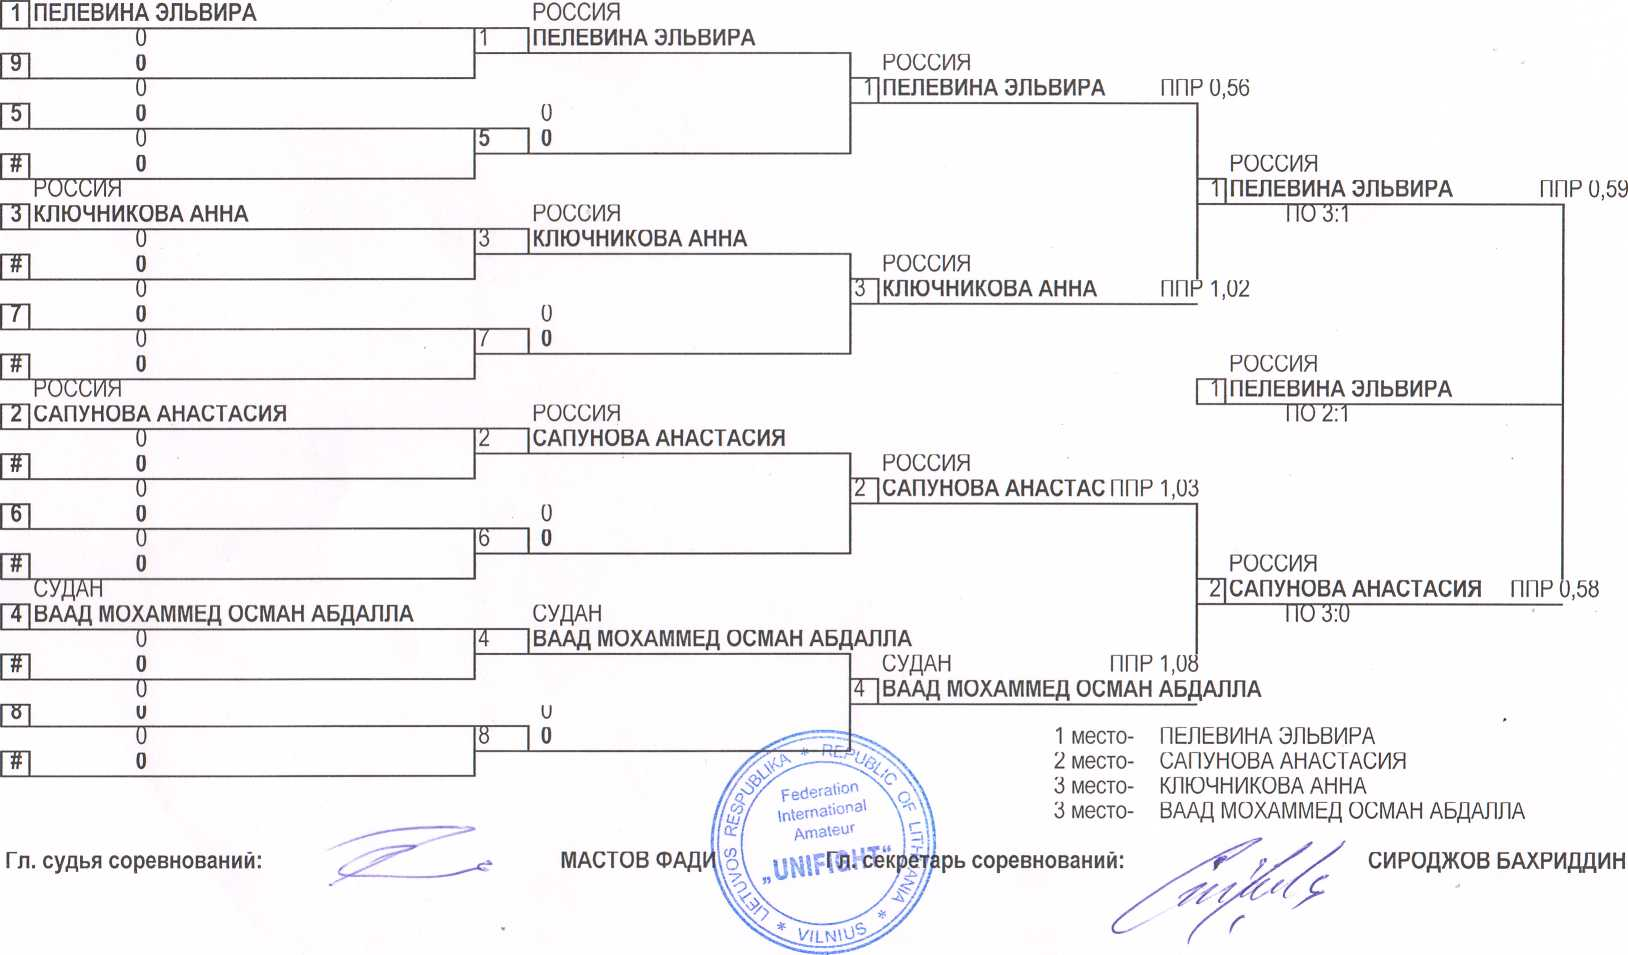 1 ПЕЛЕВИНА ЭЛЬВИРА
0
9 0
0
5 0
0
# 0
РОССИЯ
3 КЛЮЧНИКОВА АННА
0
# 0
0
7 0
0
# 0
РОССИЯ
2 САПУНОВА АНАСТАСИЯ
0
# 0
0
6 0
0
# 0
СУДАН
4 ВААД МОХАММЕД ОСМАН АБДАЛЛА
0
# 0
0
8 0
0
# 0
РОССИЯ
1 ПЕЛЕВИНА ЭЛЬВИРА
0
5 0
РОССИЯ
3 КЛЮЧНИКОВА АННА
0
7 0
РОССИЯ
2 САПУНОВА АНАСТАСИЯ
0
6 0
СУДАН
4 ВААД МОХАММЕД ОСМАН АБДАЛЛА
0
8 0
РОССИЯ
1 ПЕЛЕВИНА ЭЛЬВИРА ППР 0,56
РОССИЯ
3 КЛЮЧНИКОВА АННА ППР 1,02
РОССИЯ
2 САПУНОВА АНАСТАС ППР 1,03
СУДАН ППР 1,08
4 ВААД МОХАММЕД ОСМАН АБДАЛЛА
РОССИЯ
1 ПЕЛЕВИНА ЭЛЬВИРА ППР 0,59
ПО 3:1
РОССИЯ
1 ПЕЛЕВИНА ЭЛЬВИРА
ПО 2:1
РОССИЯ
2 САПУНОВА АНАСТАСИЯ ППР 0,58
ПО 3:0
1 место- ПЕЛЕВИНА ЭЛЬВИРА
2 место- САПУНОВА АНАСТАСИЯ
3 место- КЛЮЧНИКОВА АННА
3 место- ВААД МОХАММЕД ОСМАН АБДАЛЛА
Гл. судья соревнований: МАСТОВ ФАДИ Гл. секретарь соревнований: СИРОДЖОВ БАХРИДДИН
LIETUVOS RESPUBLIKA * REPUBLIC OF LITHUANIA * VILNIUS *
Federation
International
Amateur
„UNIFIGHT“